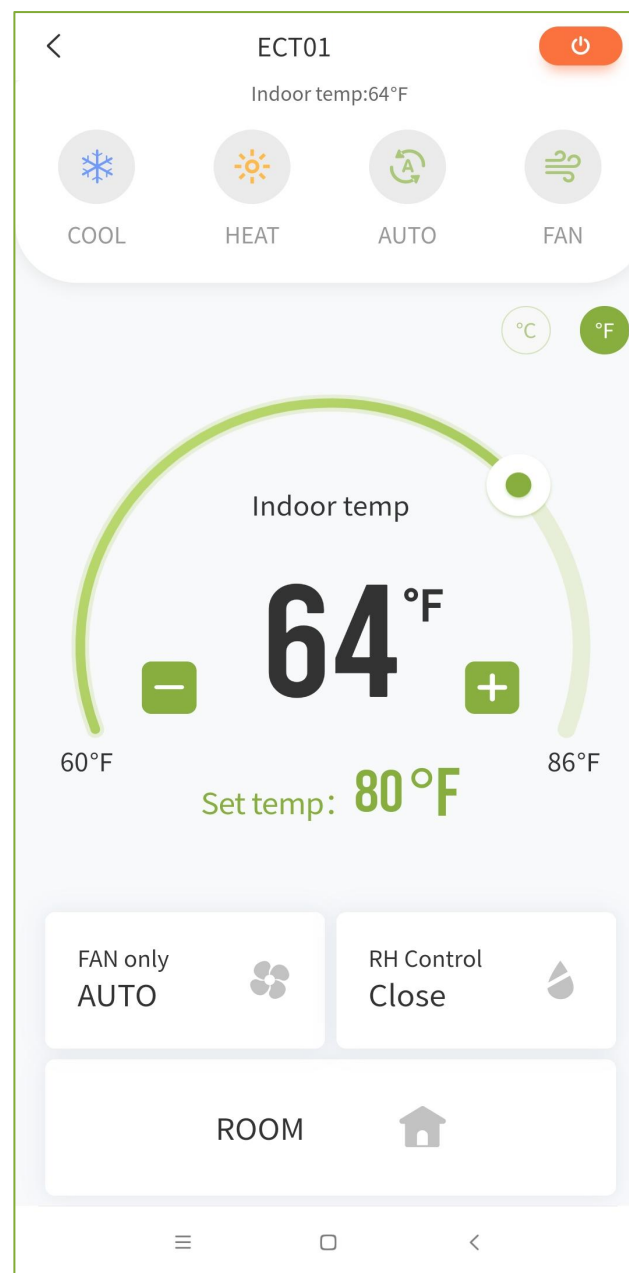 ECT01
Indoor temp:64°F
COOL HEAT AUTO FAN
°C °F
Indoor temp
64°F
60°F 86°F
Set temp: 80°F
FAN only RH Control
AUTO Close
ROOM